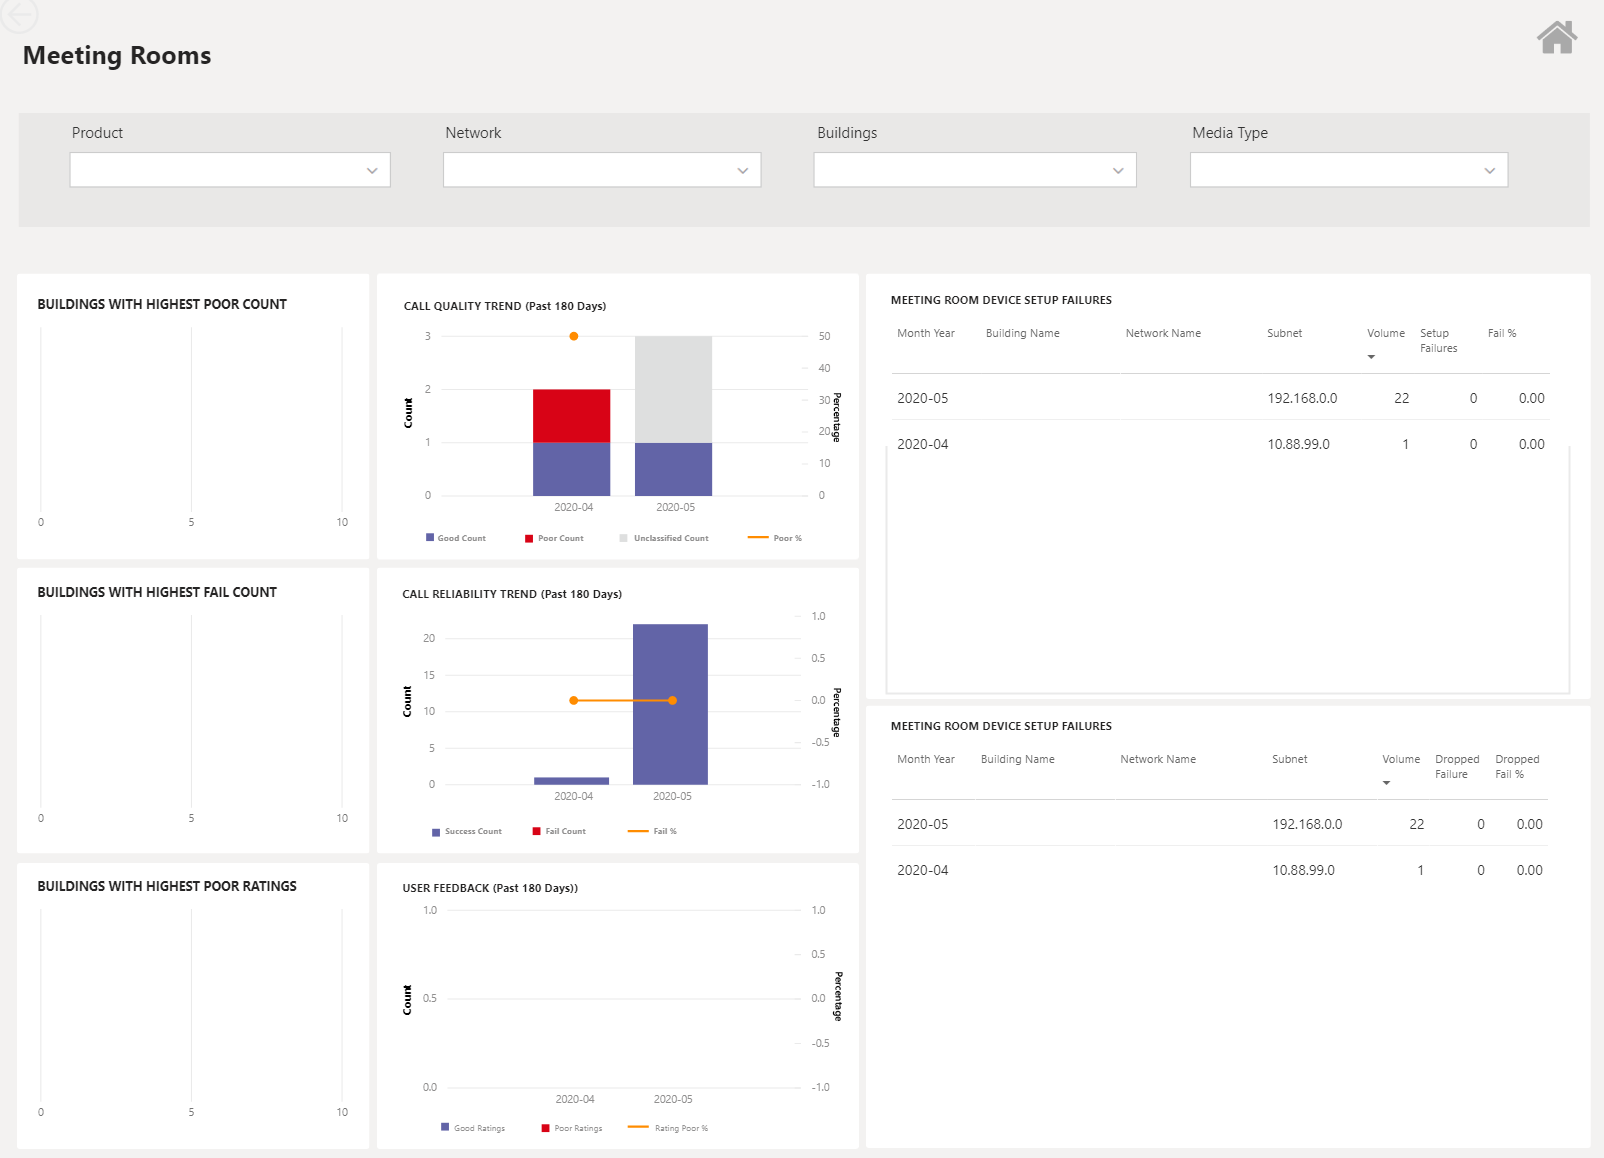 Meeting Rooms
Product
Network
Buildings
Media Type
BUILDINGS WITH HIGHEST POOR COUNT
0 5 10
CALL QUALITY TREND (Past 180 Days)
3
2
1
0
Count
50
40
30
20
10
0
Percentage
2020-04 2020-05
Good Count Poor Count Unclassified Count Poor %
MEETING ROOM DEVICE SETUP FAILURES
Month Year Building Name Network Name Subnet Volume Setup Failures Fail %
2020-05 192.168.0.0 22 0 0.00
2020-04 10.88.99.0 1 0 0.00
BUILDINGS WITH HIGHEST FAIL COUNT
0 5 10
CALL RELIABILITY TREND (Past 180 Days)
20
15
10
5
0
Count
1.0
0.5
0.0
-0.5
-1.0
Percentage
2020-04 2020-05
Success Count Fail Count Fail %
MEETING ROOM DEVICE SETUP FAILURES
Month Year Building Name Network Name Subnet Volume Dropped Failure Dropped Fail %
2020-05 192.168.0.0 22 0 0.00
2020-04 10.88.99.0 1 0 0.00
BUILDINGS WITH HIGHEST POOR RATINGS
0 5 10
USER FEEDBACK (Past 180 Days))
1.0
0.5
0.0
Count
1.0
0.5
0.0
-0.5
-1.0
Percentage
2020-04 2020-05
Good Ratings Poor Ratings Rating Poor %